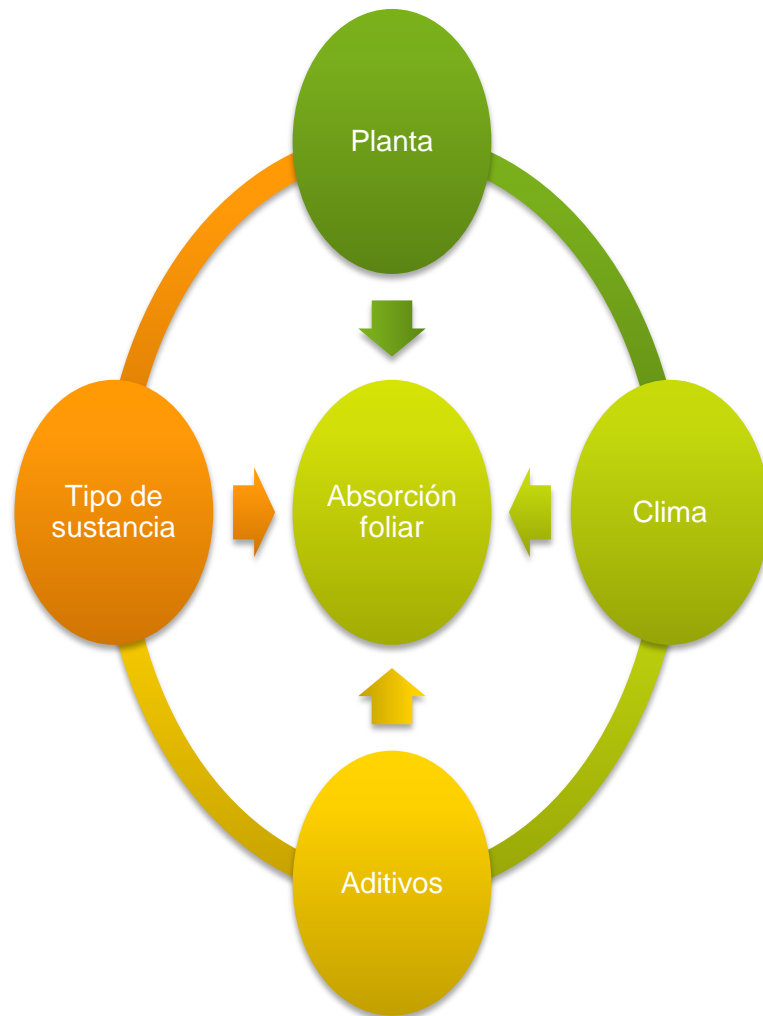 Planta
Tipo de
sustancia
Absorción
foliar
Clima
Aditivos